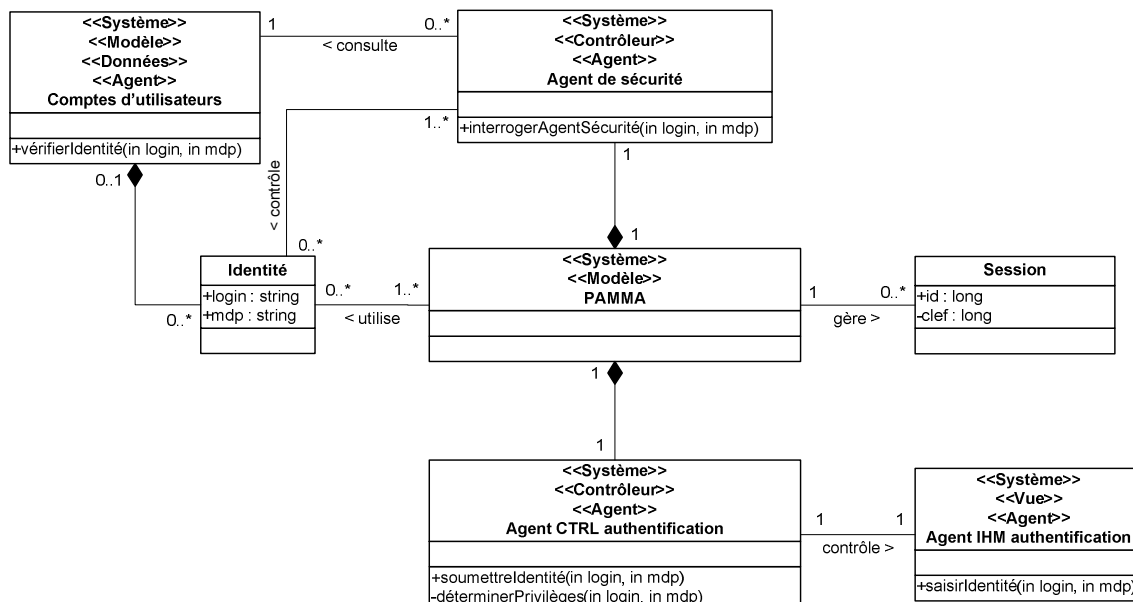 <<Système>>
<<Modèle>>
<<Données>>
<<Agent>>
Comptes d'utilisateurs
+vérifierIdentité(in login, in mdp)
1
0..*
< consulte
<<Système>>
<<Contrôleur>>
<<Agent>>
Agent de sécurité
+interrogerAgentSécurité(in login, in mdp)
1..*
< contrôle
0..*
0..1
0..*
1
1
Identité
+login : string
+mdp : string
0..*
1..*
< utilise
<<Système>>
<<Modèle>>
PAMMA
1
0..*
gère >
Session
+id : long
-clef : long
1
1
<<Système>>
<<Contrôleur>>
<<Agent>>
Agent CTRL authentification
+soumettreIdentité(in login, in mdp)
-déterminerPrivilèges(in login, in mdp)
1
1
contrôle >
<<Système>>
<<Vue>>
<<Agent>>
Agent IHM authentification
+saisirIdentité(in login, in mdp)